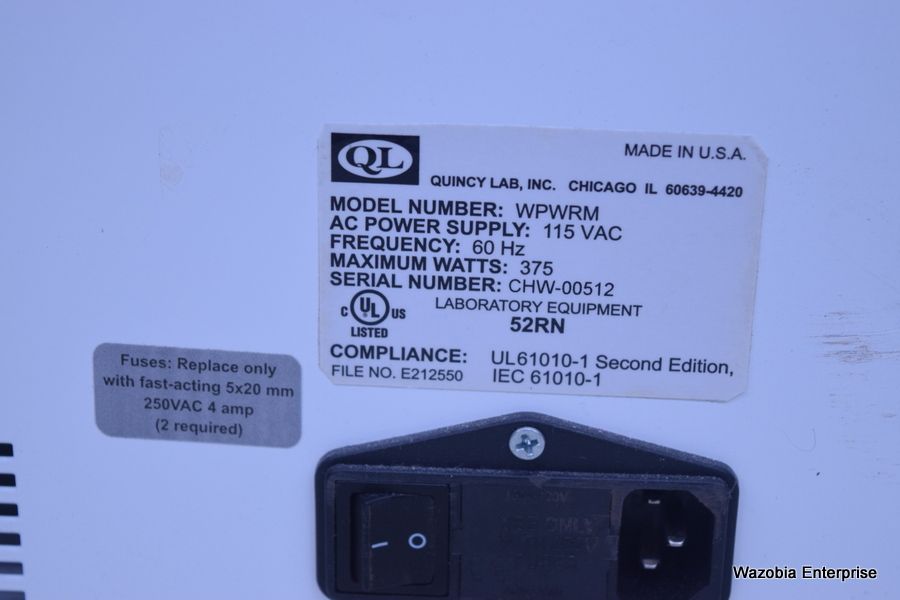 QL
MADE IN U.S.A.
QUINCY LAB, INC. CHICAGO IL 60639-4420
MODEL NUMBER: WPWRM
AC POWER SUPPLY: 115 VAC
FREQUENCY: 60 Hz
MAXIMUM WATTS: 375
SERIAL NUMBER: CHW-00512
C UL US
LISTED
LABORATORY EQUIPMENT
52RN
COMPLIANCE: UL61010-1 Second Edition,
FILE NO. E212550 IEC 61010-1
Fuses: Replace only
with fast-acting 5x20 mm
250VAC 4 amp
(2 required)
Wazobia Enterprise